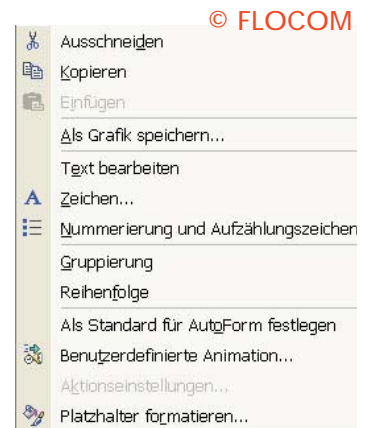 © FLOCOM
Ausschneiden
Kopieren
Einfügen
Als Grafik speichern...
Text bearbeiten
Zeichen...
Nummerierung und Aufzählungszeichen
Gruppierung
Reihenfolge
Als Standard für AutoForm festlegen
Benutzerdefinierte Animation...
Aktionseinstellungen...
Platzhalter formatieren...